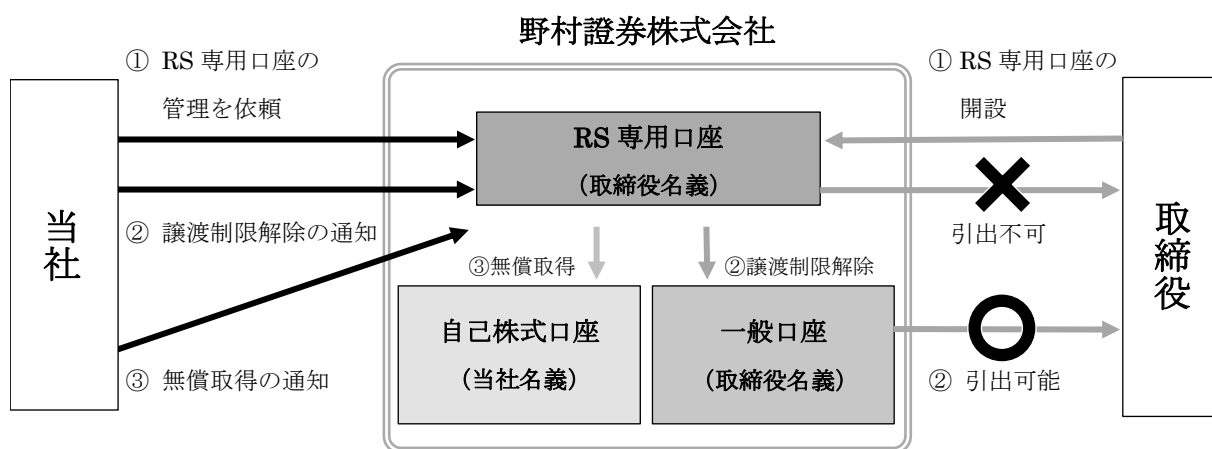 野村證券株式会社
① RS 専用口座の
管理を依頼
① RS 専用口座の
開設
RS 専用口座
(取締役名義)
当社
② 譲渡制限解除の通知
引出不可
取締役
③無償取得
②譲渡制限解除
自己株式口座
(当社名義)
一般口座
(取締役名義)
③ 無償取得の通知
② 引出可能